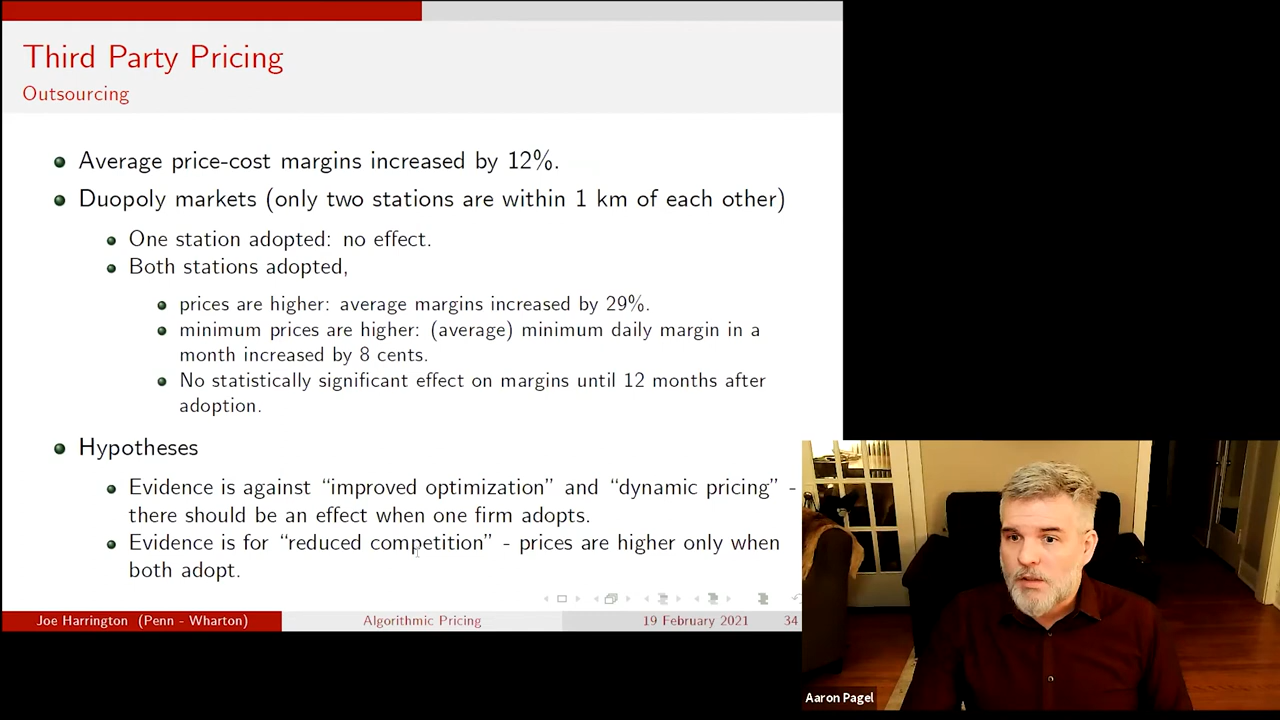 Third Party Pricing
Outsourcing
Average price-cost margins increased by 12%.
Duopoly markets (only two stations are within 1 km of each other)
One station adopted: no effect.
Both stations adopted,
prices are higher: average margins increased by 29%.
minimum prices are higher: (average) minimum daily margin in a
month increased by 8 cents.
No statistically significant effect on margins until 12 months after
adoption.
Hypotheses
Evidence is against “improved optimization” and “dynamic pricing” -
there should be an effect when one firm adopts.
Evidence is for “reduced competition” - prices are higher only when
both adopt.
Joe Harrington (Penn - Wharton)
Algorithmic Pricing
19 February 2021
34
Aaron Pagel